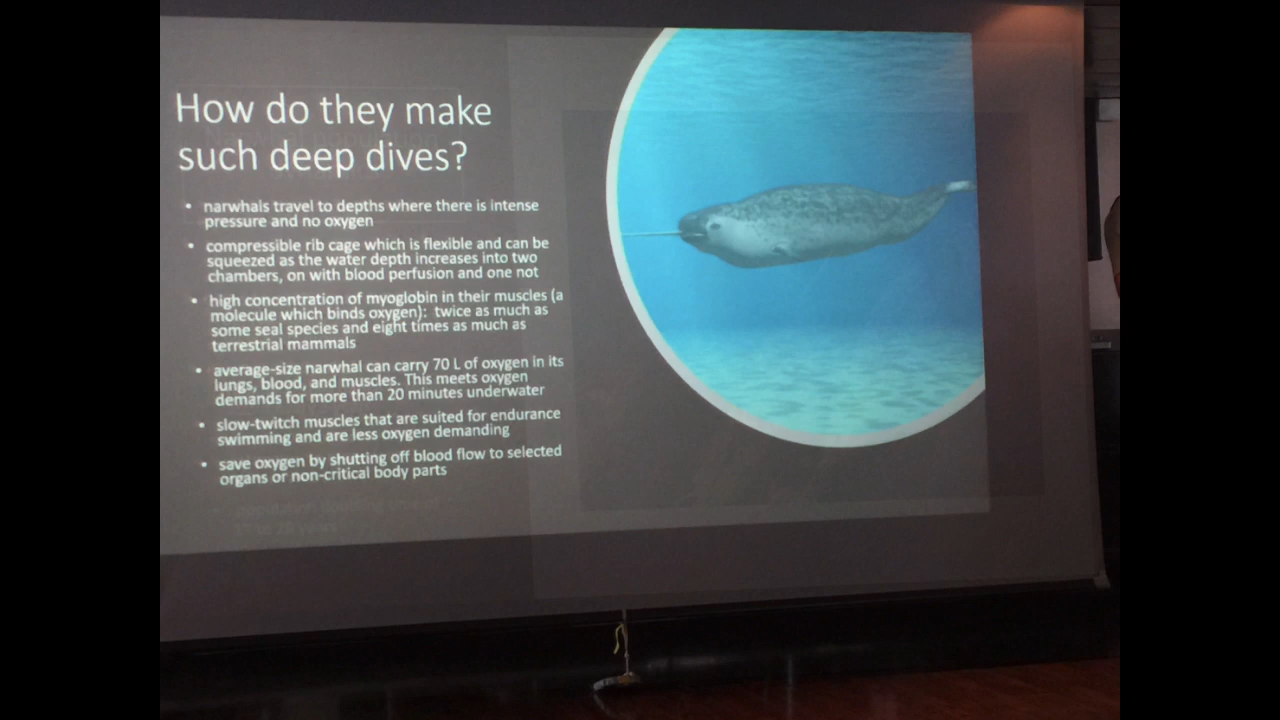 How do they make
such deep dives?
• narwhals travel to depths where there is intense
pressure and no oxygen
• compressible rib cage which is flexible and can be
squeezed as the water depth increases into two
chambers, on with blood perfusion and one not
• high concentration of myoglobin in their muscles (a
molecule which binds oxygen): twice as much as
some seal species and eight times as much as
terrestrial mammals
• average-size narwhal can carry 70 L of oxygen in its
lungs, blood, and muscles. This meets oxygen
demands for more than 20 minutes underwater
• slow-twitch muscles that are suited for endurance
swimming and are less oxygen demanding
• save oxygen by shutting off blood flow to selected
organs or non-critical body parts